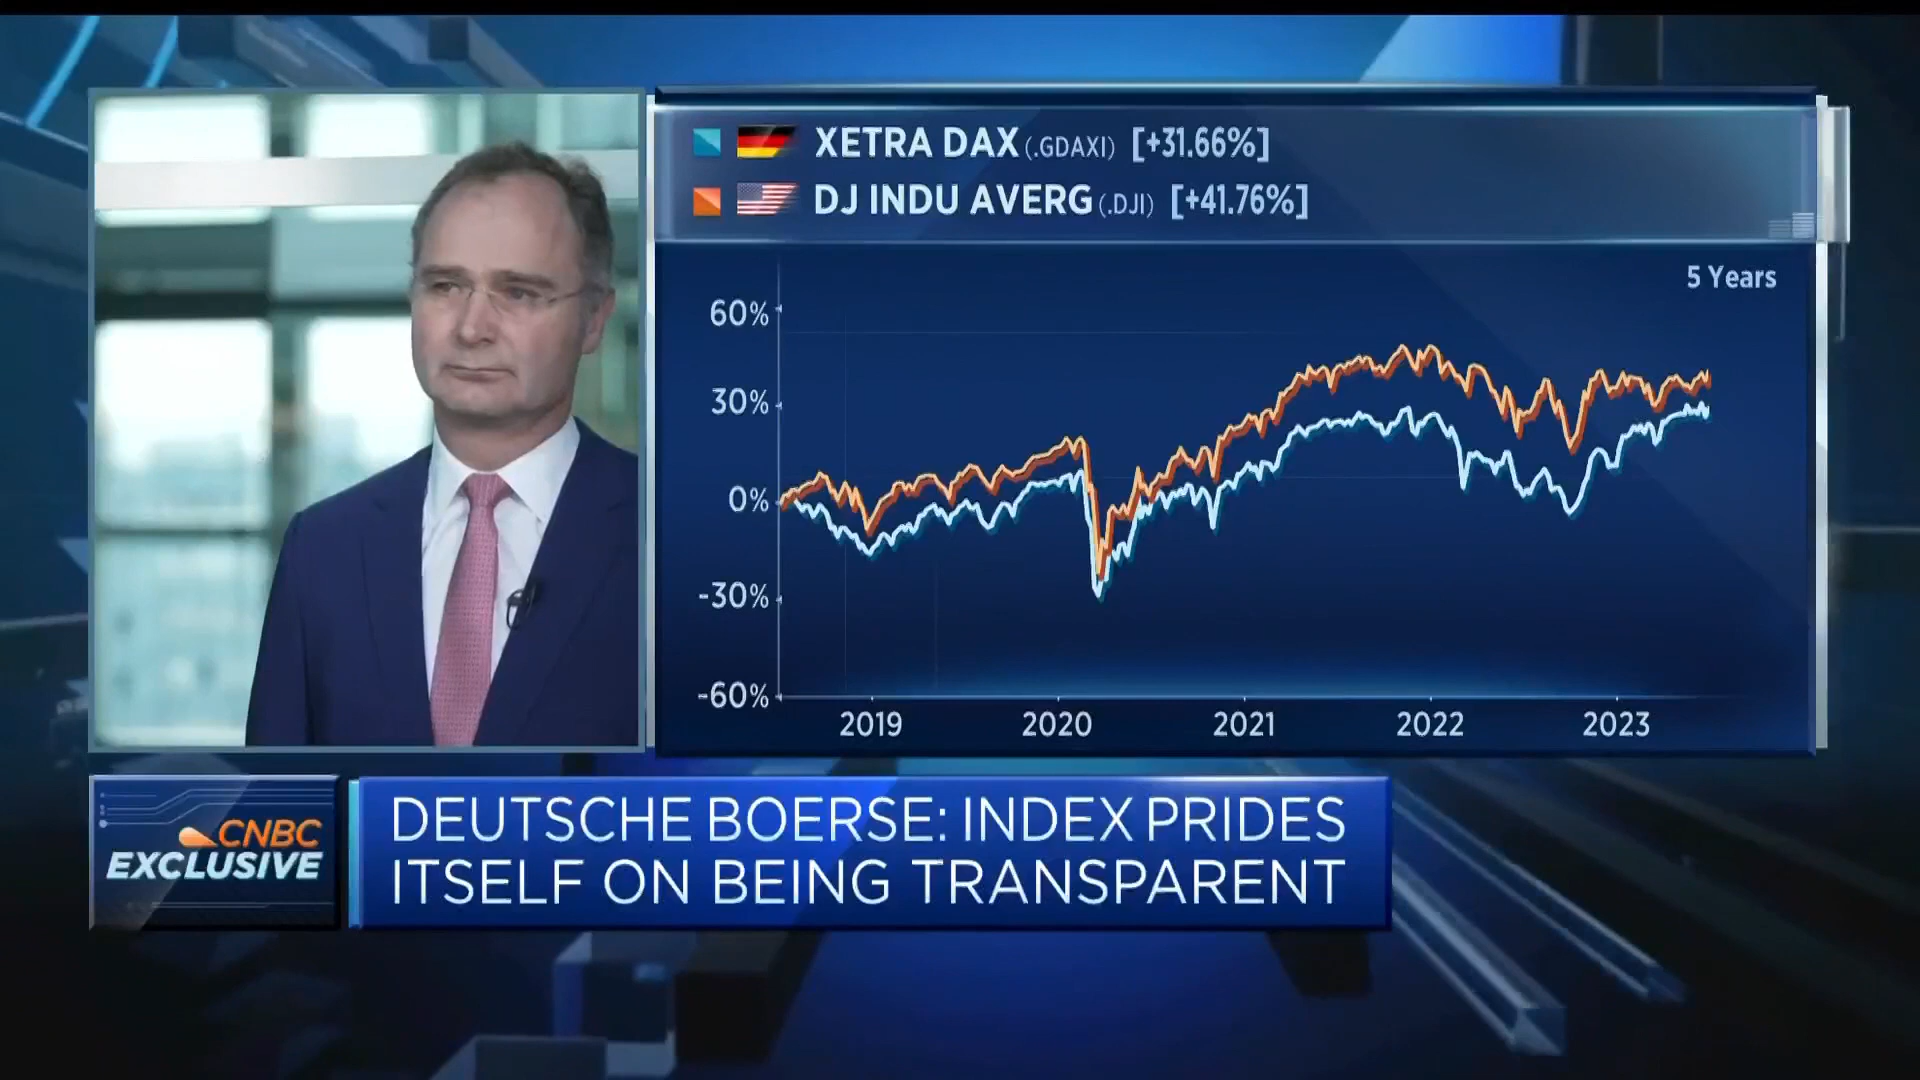 XETRA DAX (.GDAXI) [+31.66%]
DJ INDU AVERG (.DJI) [+41.76%]
5 Years
60%
30%
0%
-30%
-60%
2019 2020 2021 2022 2023
CNBC
EXCLUSIVE
DEUTSCHE BOERSE: INDEX PRIDES
ITSELF ON BEING TRANSPARENT